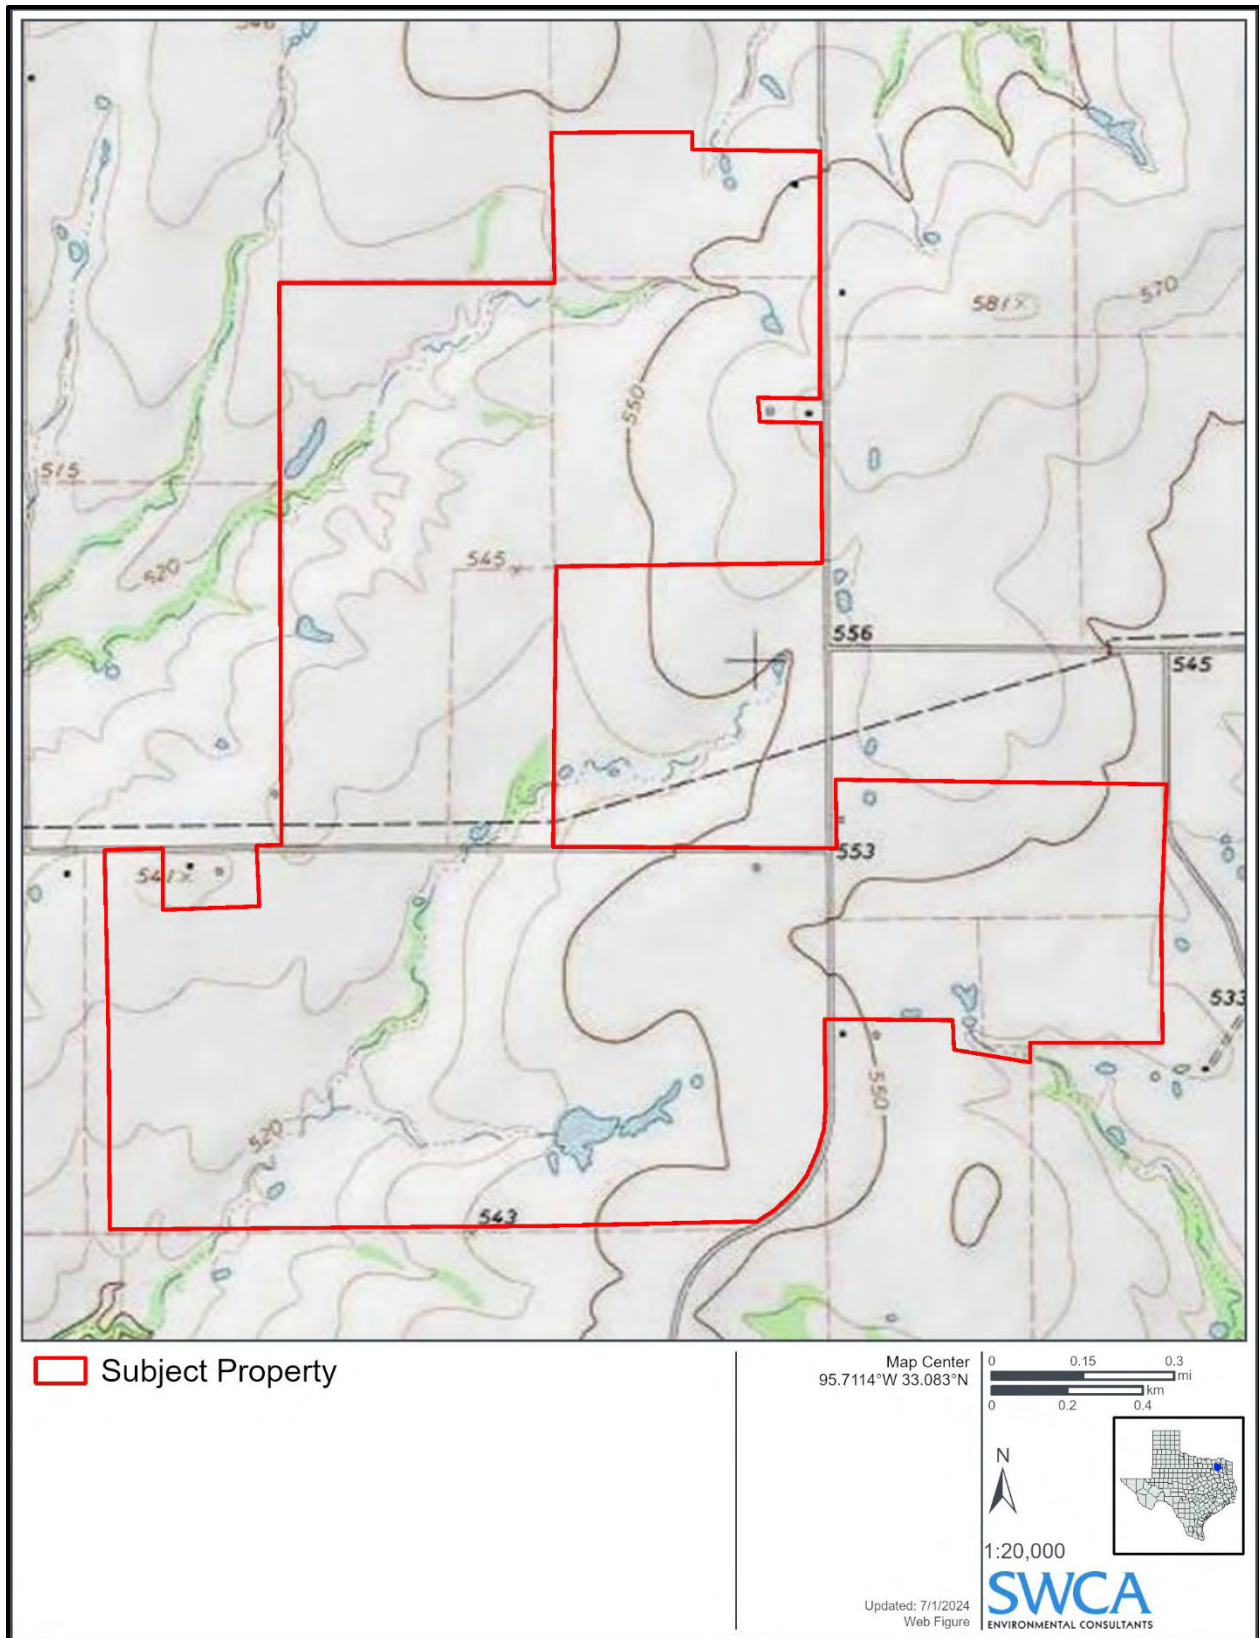 581X
570
550
515
520
545
556
545
553
541X
533
550
520
543
Subject Property
Map Center
95.7114°W 33.083°N
0 0.15 0.3
mi
km
0 0.2 0.4
N
1:20,000
Updated: 7/1/2024
Web Figure
SWCA
ENVIRONMENTAL CONSULTANTS